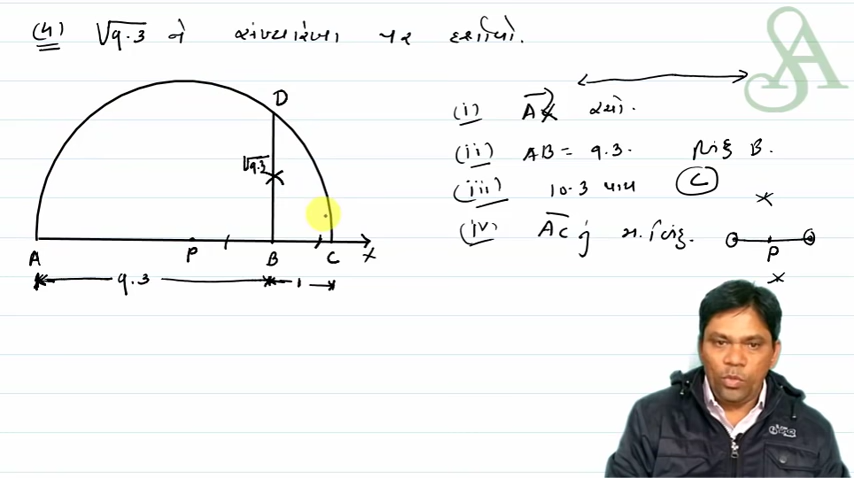 (૫) √9.3 ને સંખ્યારેખા પર દર્શાવો.
D
√9.3
A P B C X
9.3 1
(i) AX દોરો.
(ii) AB = 9.3. બિંદુ B.
(iii) 10.3 માપ C
(iv) AC નું મ. બિંદુ. P